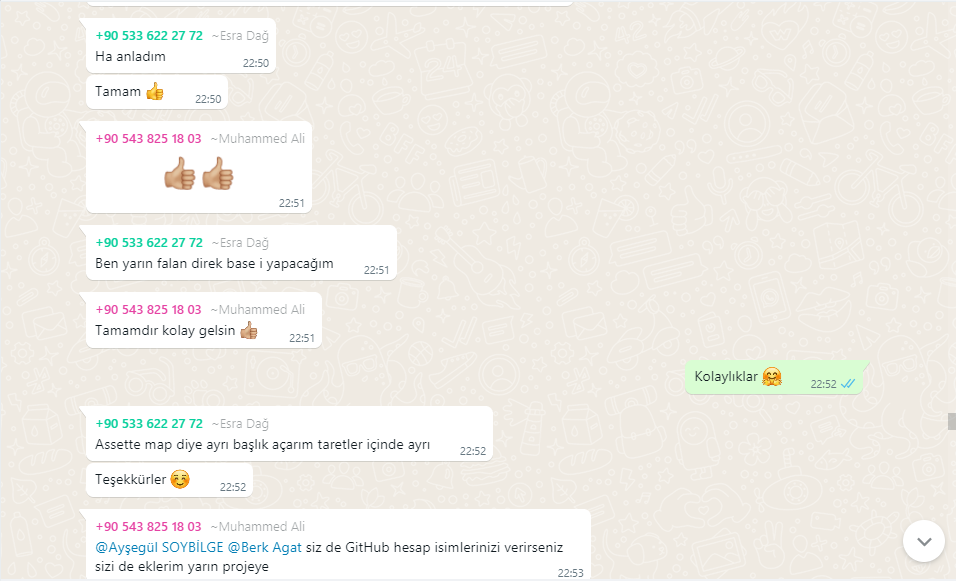 +90 533 622 27 72 ~Esra Dağ
Ha anladım
22:50
Tamam 👍
22:50
+90 543 825 18 03 ~Muhammed Ali
👍🏼👍🏼
22:51
+90 533 622 27 72 ~Esra Dağ
Ben yarın falan direk base i yapacağım
22:51
+90 543 825 18 03 ~Muhammed Ali
Tamamdır kolay gelsin 👍🏼
22:51
Kolaylıklar 🤗
22:52
+90 533 622 27 72 ~Esra Dağ
Assette map diye ayrı başlık açarım taretler içinde ayrı
22:52
Teşekkürler ☺️
22:52
+90 543 825 18 03 ~Muhammed Ali
@Ayşegül SOYBİLGE @Berk Agat siz de GitHub hesap isimlerinizi verirseniz
sizi de eklerim yarın projeye
22:53